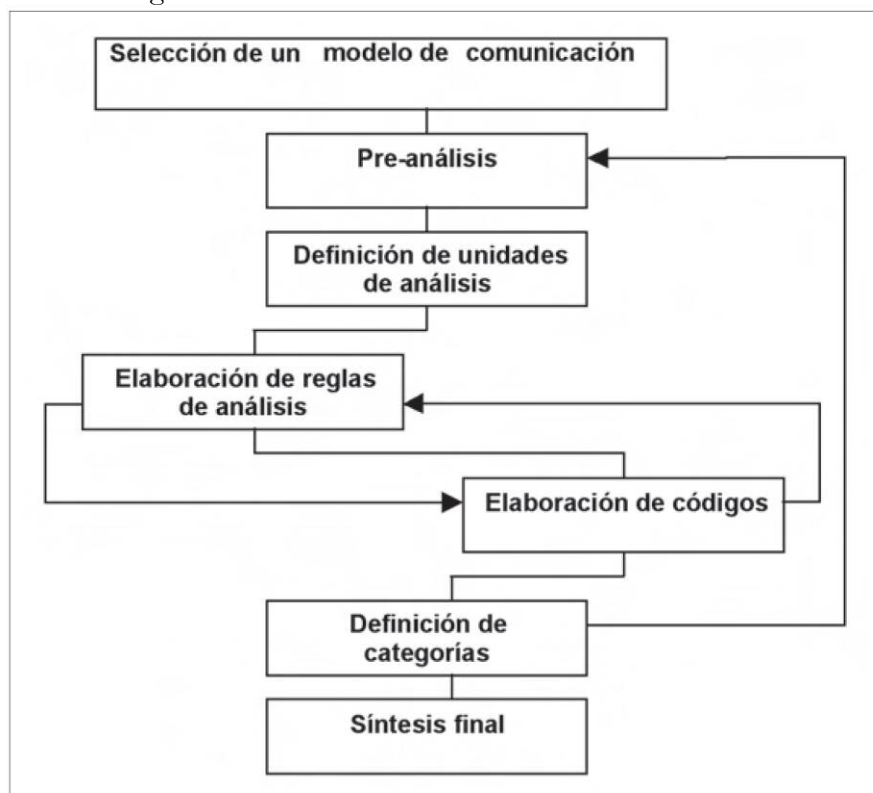 Selección de un modelo de comunicación
Pre-análisis
Definición de unidades
de análisis
Elaboración de reglas
de análisis
Elaboración de códigos
Definición de
categorías
Síntesis final